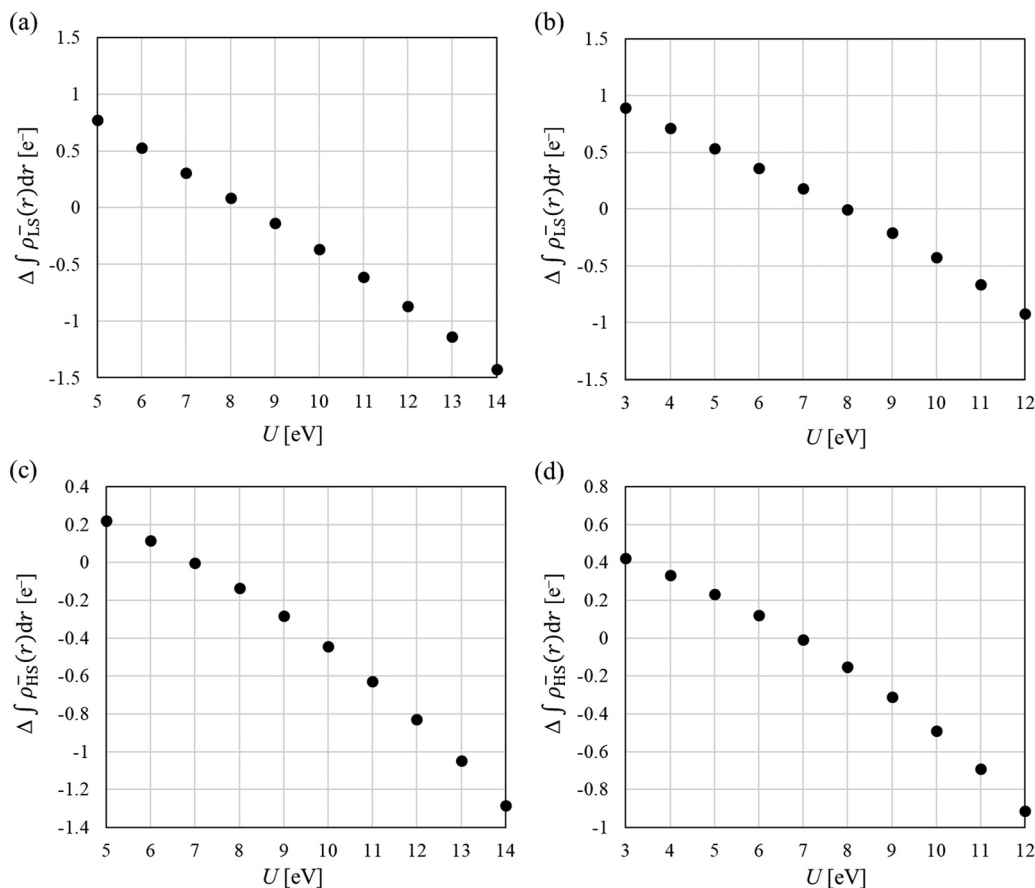 (a)
1.5
1
0.5
0
-0.5
-1
-1.5
Δ ∫ ρ⁻LS(r)dr [e⁻]
5 6 7 8 9 10 11 12 13 14
U [eV]
(b)
1.5
1
0.5
0
-0.5
-1
-1.5
Δ ∫ ρ⁻LS(r)dr [e⁻]
3 4 5 6 7 8 9 10 11 12
U [eV]
(c)
0.4
0.2
0
-0.2
-0.4
-0.6
-0.8
-1
-1.2
-1.4
Δ ∫ ρ⁻HS(r)dr [e⁻]
5 6 7 8 9 10 11 12 13 14
U [eV]
(d)
0.8
0.6
0.4
0.2
0
-0.2
-0.4
-0.6
-0.8
-1
Δ ∫ ρ⁻HS(r)dr [e⁻]
3 4 5 6 7 8 9 10 11 12
U [eV]